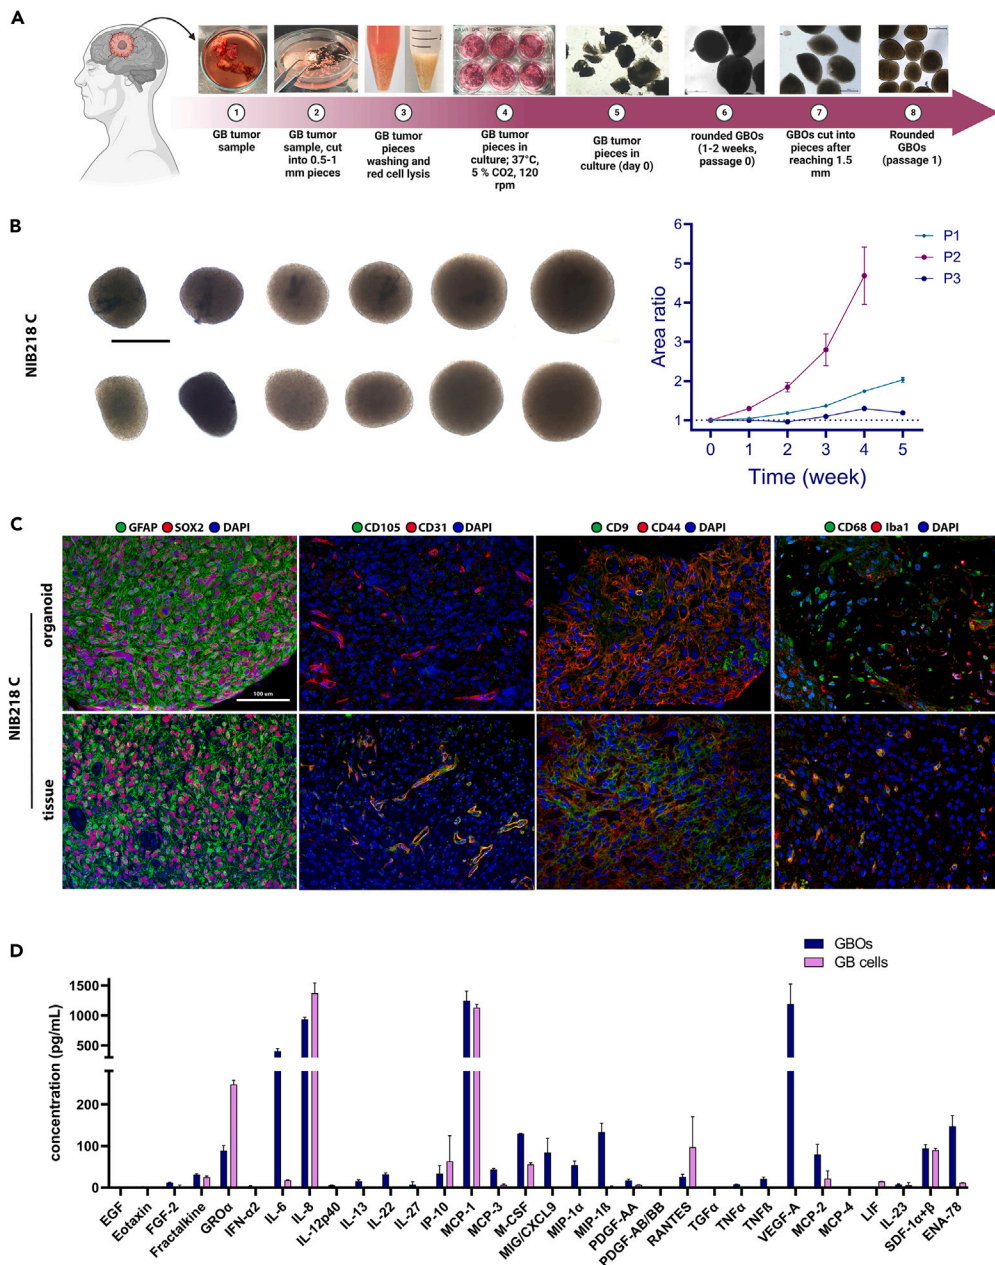 A
1
2
3
4
5
6
7
8
GB tumor
sample
GB tumor
sample, cut
into 0.5-1
mm pieces
GB tumor
pieces
washing and
red cell lysis
GB tumor
pieces in
culture; 37°C,
5 % CO2, 120
rpm
GB tumor
pieces in
culture (day 0)
rounded GBOs
(1-2 weeks,
passage 0)
GBOs cut into
pieces after
reaching 1.5
mm
Rounded
GBOs
(passage 1)
B
NIB218 C
6
5
4
3
2
1
Area ratio
0 1 2 3 4 5
Time (week)
P1
P2
P3
C
GFAP SOX2 DAPI
CD105 CD31 DAPI
CD9 CD44 DAPI
CD68 Iba1 DAPI
NIB218 C
organoid
tissue
100 um
D
GBOs
GB cells
concentration (pg/mL)
1500
1000
500
200
100
0
EGF
Eotaxin
FGF-2
Fractalkine
GROα
IFN-α2
IL-6
IL-8
IL-12p40
IL-13
IL-22
IL-27
IP-10
MCP-1
MCP-3
M-CSF
MIG/CXCL9
MIP-1α
MIP-1ß
PDGF-AA
PDGF-AB/BB
RANTES
TGFα
TNFα
TNFß
VEGF-A
MCP-2
MCP-4
LIF
IL-23
SDF-1α+β
ENA-78